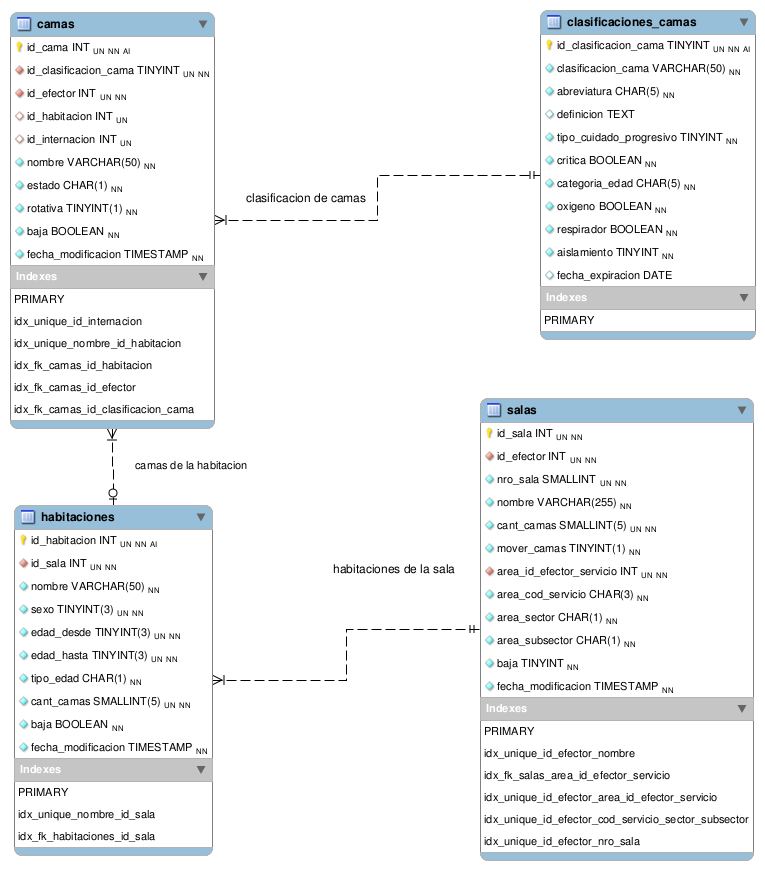 camas
id_cama INT UN NN AI
id_clasificacion_cama TINYINT UN NN
id_efector INT UN NN
id_habitacion INT UN
id_internacion INT UN
nombre VARCHAR(50) NN
estado CHAR(1) NN
rotativa TINYINT(1) NN
baja BOOLEAN NN
fecha_modificacion TIMESTAMP NN
Indexes
PRIMARY
idx_unique_id_internacion
idx_unique_nombre_id_habitacion
idx_fk_camas_id_habitacion
idx_fk_camas_id_efector
idx_fk_camas_id_clasificacion_cama
clasificacion de camas
clasificaciones_camas
id_clasificacion_cama TINYINT UN NN AI
clasificacion_cama VARCHAR(50) NN
abreviatura CHAR(5) NN
definicion TEXT
tipo_cuidado_progresivo TINYINT NN
critica BOOLEAN NN
categoria_edad CHAR(5) NN
oxigeno BOOLEAN NN
respirador BOOLEAN NN
aislamiento TINYINT NN
fecha_expiracion DATE
Indexes
PRIMARY
camas de la habitacion
habitaciones
id_habitacion INT UN NN AI
id_sala INT UN NN
nombre VARCHAR(50) NN
sexo TINYINT(3) UN NN
edad_desde TINYINT(3) UN NN
edad_hasta TINYINT(3) UN NN
tipo_edad CHAR(1) NN
cant_camas SMALLINT(5) UN NN
baja BOOLEAN NN
fecha_modificacion TIMESTAMP NN
Indexes
PRIMARY
idx_unique_nombre_id_sala
idx_fk_habitaciones_id_sala
habitaciones de la sala
salas
id_sala INT UN NN
id_efector INT UN NN
nro_sala SMALLINT UN NN
nombre VARCHAR(255) NN
cant_camas SMALLINT(5) UN NN
mover_camas TINYINT(1) NN
area_id_efector_servicio INT UN NN
area_cod_servicio CHAR(3) NN
area_sector CHAR(1) NN
area_subsector CHAR(1) NN
baja TINYINT NN
fecha_modificacion TIMESTAMP NN
Indexes
PRIMARY
idx_unique_id_efector_nombre
idx_fk_salas_area_id_efector_servicio
idx_unique_id_efector_area_id_efector_servicio
idx_unique_id_efector_cod_servicio_sector_subsector
idx_unique_id_efector_nro_sala